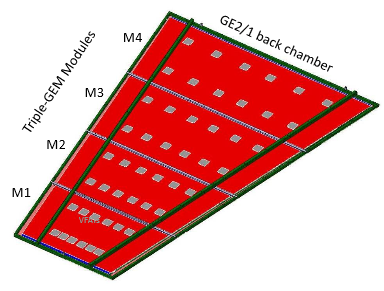 GE2/1 back chamber
Triple-GEM Modules
M4
M3
M2
M1